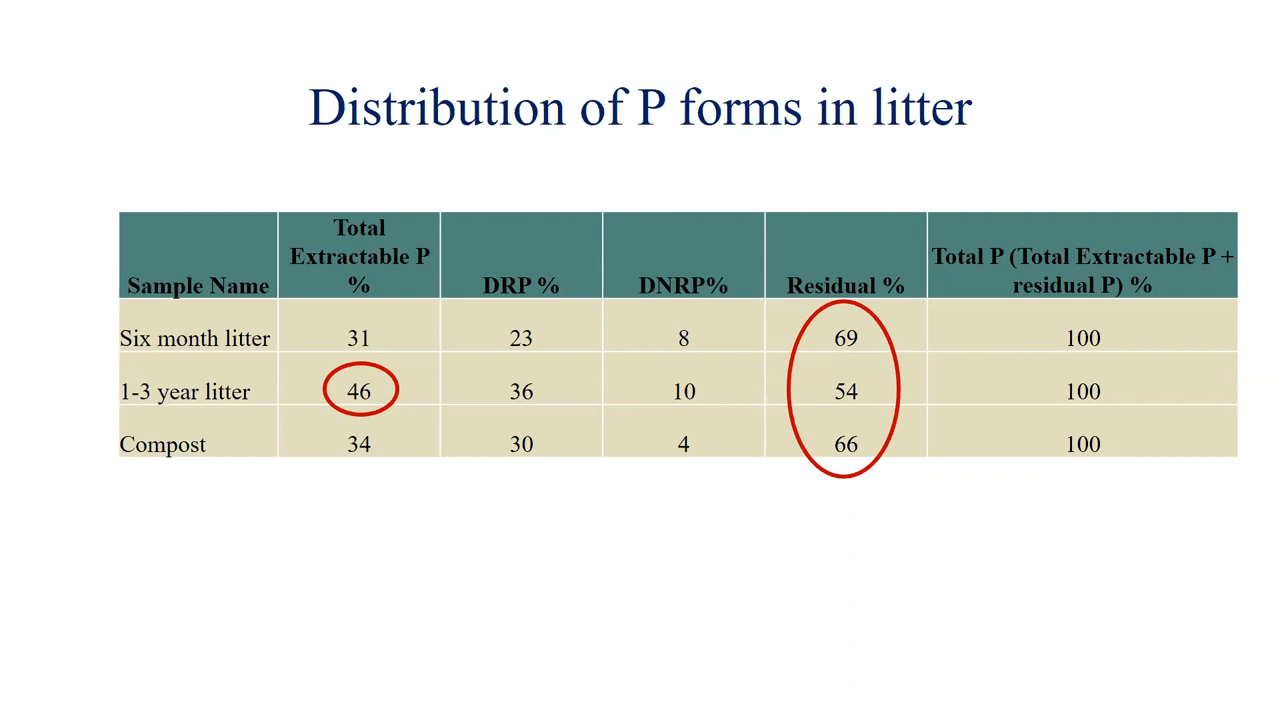 Distribution of P forms in litter
Sample Name Total Extractable P % DRP % DNRP% Residual % Total P (Total Extractable P + residual P) %
Six month litter 31 23 8 69 100
1-3 year litter 46 36 10 54 100
Compost 34 30 4 66 100